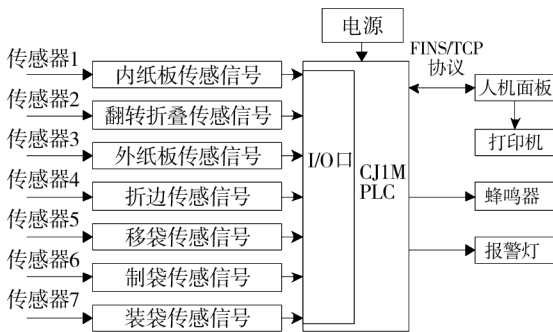 电源
FINS/TCP
协议
传感器1
内纸板传感信号
传感器2
翻转折叠传感信号
传感器3
外纸板传感信号
传感器4
折边传感信号
传感器5
移袋传感信号
传感器6
制袋传感信号
传感器7
装袋传感信号
I/O口
CJ1M
PLC
人机面板
打印机
蜂鸣器
报警灯